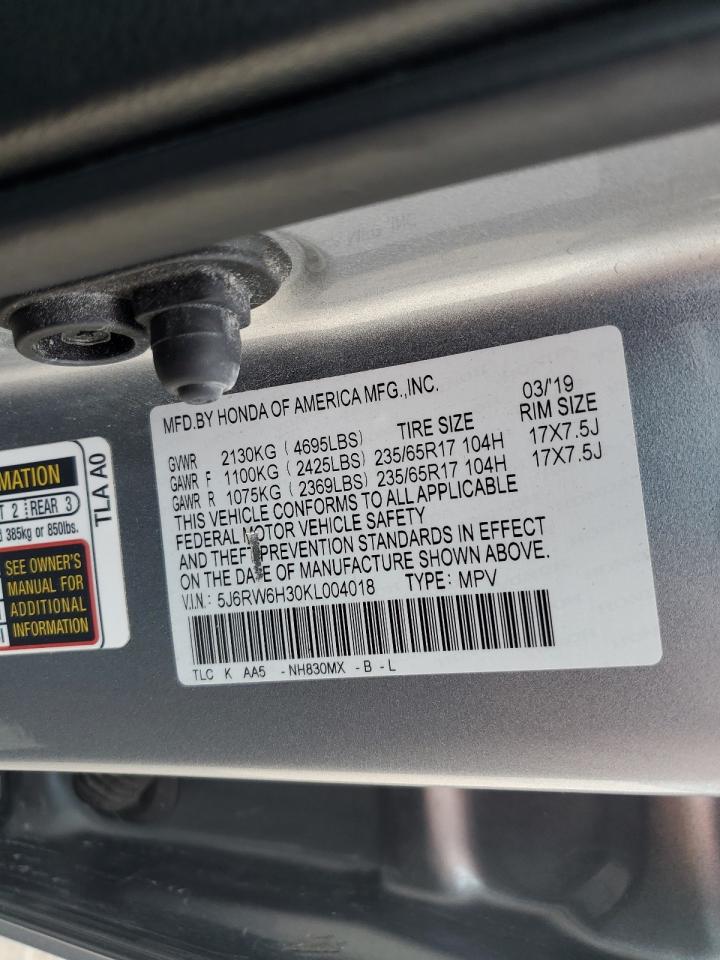 MFD.BY HONDA OF AMERICA MFG.,INC. 03/'19
GVWR 2130KG ( 4695LBS) TIRE SIZE RIM SIZE
GAWR F 1100KG ( 2425LBS) 235/65R17 104H 17X7.5J
GAWR R 1075KG ( 2369LBS) 235/65R17 104H 17X7.5J
THIS VEHICLE CONFORMS TO ALL APPLICABLE
FEDERAL MOTOR VEHICLE SAFETY
AND THEFT PREVENTION STANDARDS IN EFFECT
ON THE DATE OF MANUFACTURE SHOWN ABOVE.
V.I.N.: 5J6RW6H30KL004018 TYPE: MPV
TLC K AA5 -NH830MX -B -L
TLA A0
2 REAR 3
385kg or 850lbs.
SEE OWNER'S
MANUAL FOR
ADDITIONAL
INFORMATION